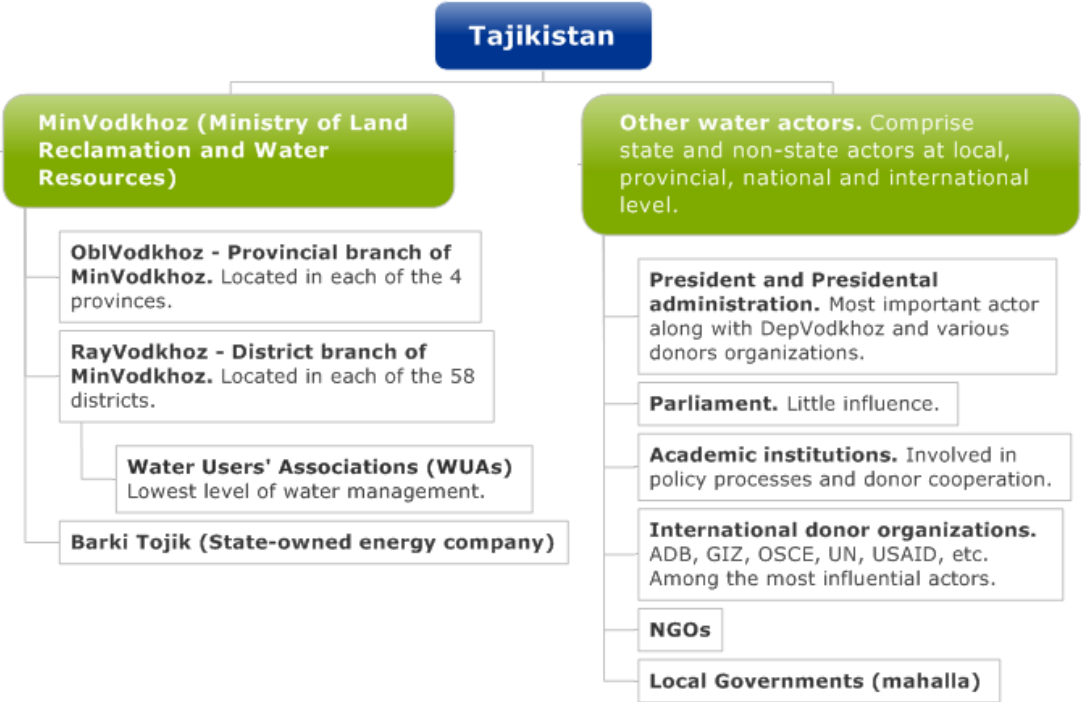 Tajikistan
MinVodkhoz (Ministry of Land
Reclamation and Water
Resources)
OblVodkhoz - Provincial branch of
MinVodkhoz. Located in each of the 4
provinces.
RayVodkhoz - District branch of
MinVodkhoz. Located in each of the 58
districts.
Water Users' Associations (WUAs)
Lowest level of water management.
Barki Tojik (State-owned energy company)
Other water actors. Comprise
state and non-state actors at local,
provincial, national and international
level.
President and Presidental
administration. Most important actor
along with DepVodkhoz and various
donors organizations.
Parliament. Little influence.
Academic institutions. Involved in
policy processes and donor cooperation.
International donor organizations.
ADB, GIZ, OSCE, UN, USAID, etc.
Among the most influential actors.
NGOs
Local Governments (mahalla)